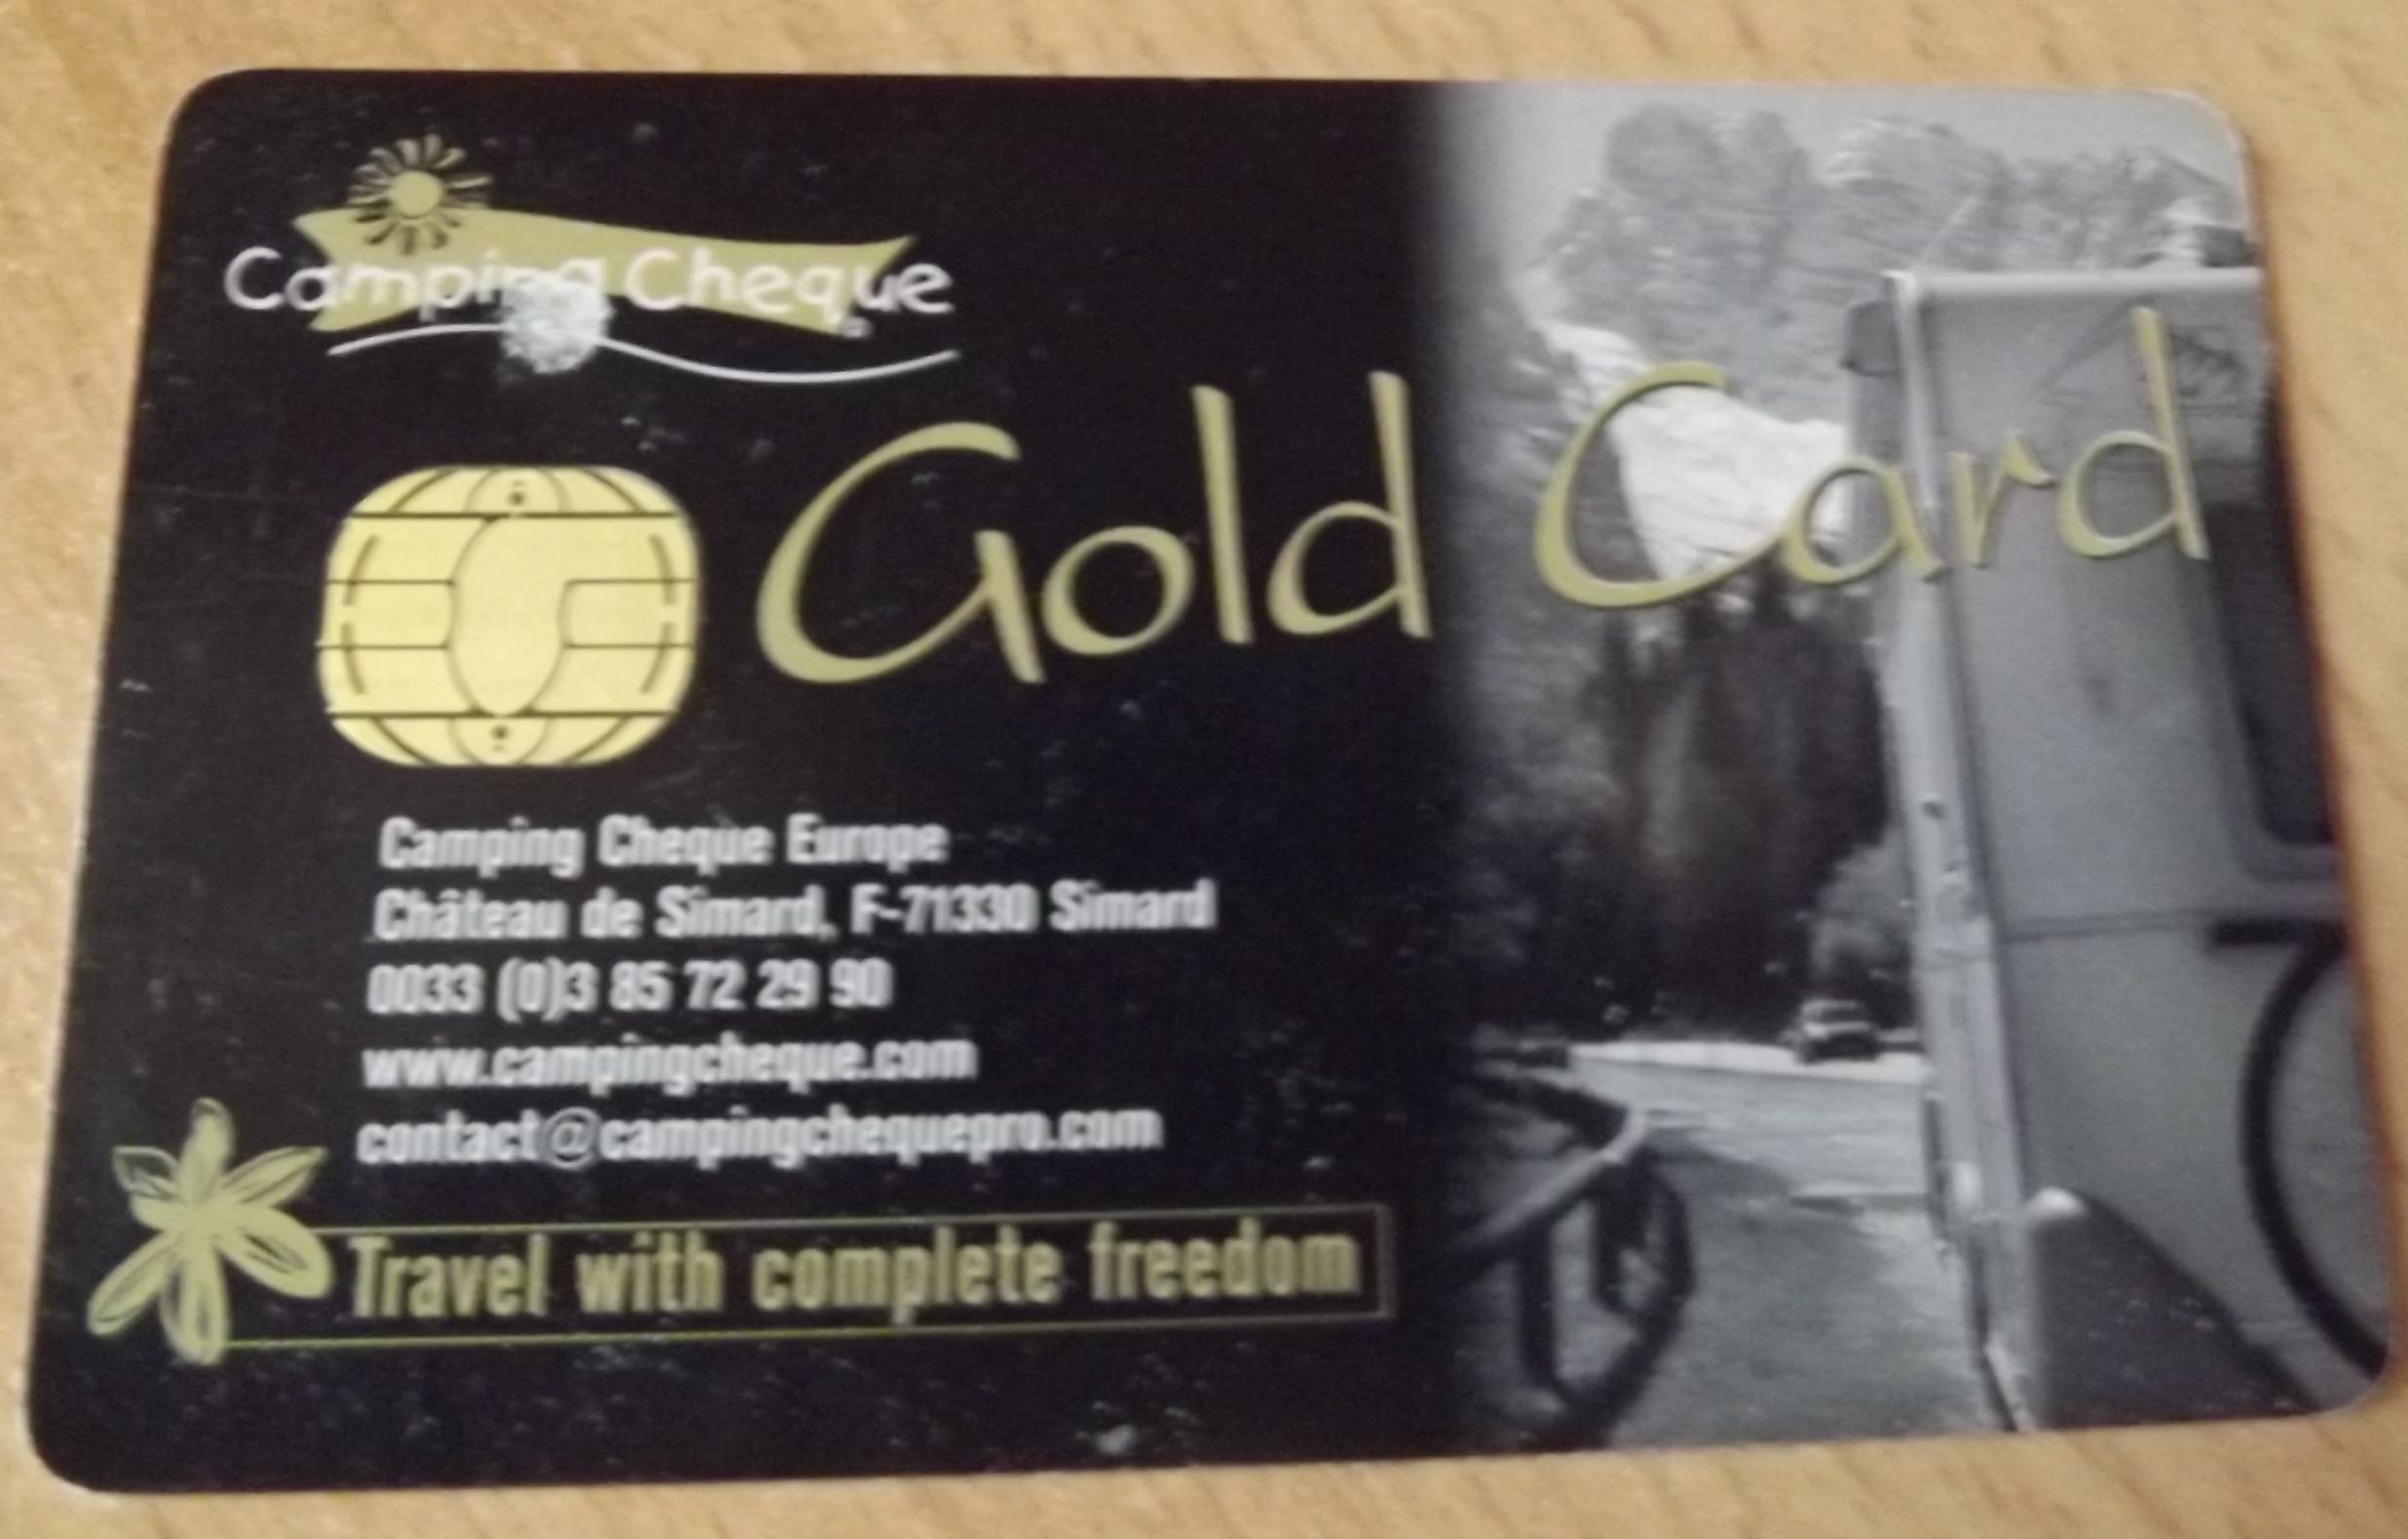 Camping Cheque
Gold Card
Camping Cheque Europe
Château de Simard, F-71330 Simard
0033 (0)3 85 72 29 90
www.campingcheque.com
contact@campingchequepro.com
Travel with complete freedom